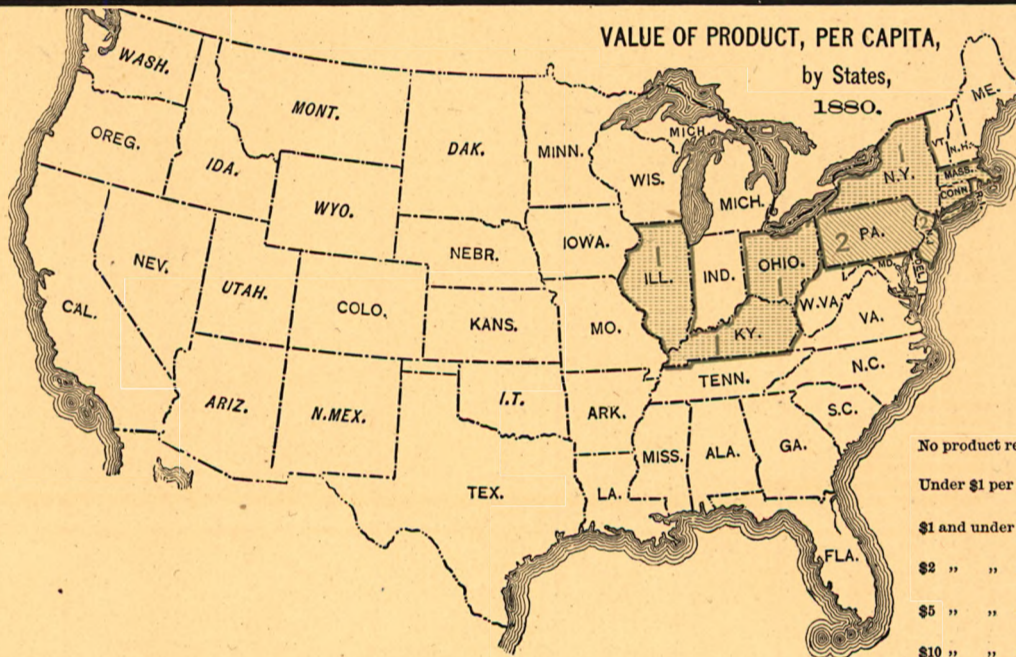 VALUE OF PRODUCT, PER CAPITA,
by States,
1880.
WASH.
MONT.
DAK.
MINN.
MICH.
ME.
OREG.
IDA.
WYO.
WIS.
MICH.
1
N.Y.
VT.
N.H.
MASS.
CONN.
NEV.
UTAH.
NEBR.
IOWA.
1
ILL.
IND.
OHIO.
1
2
PA.
2
MD.
DEL.
CAL.
COLO.
KANS.
MO.
1
KY.
W.VA.
VA.
ARIZ.
N.MEX.
I.T.
ARK.
TENN.
N.C.
S.C.
TEX.
LA.
MISS.
ALA.
GA.
FLA.
No product
Under $1 per
$1 and under
$2 „ „
$5 „ „
$10 „ „